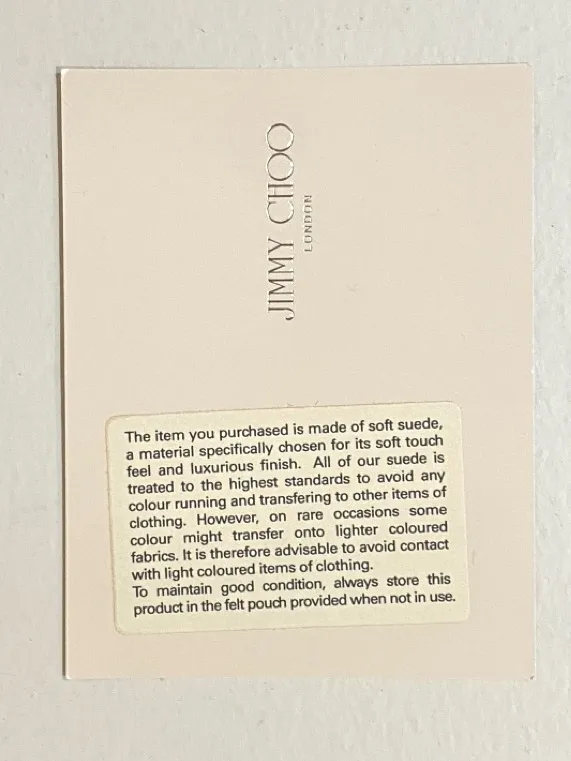 JIMMY CHOO
LONDON
The item you purchased is made of soft suede,
a material specifically chosen for its soft touch
feel and luxurious finish. All of our suede is
treated to the highest standards to avoid any
colour running and transfering to other items of
clothing. However, on rare occasions some
colour might transfer onto lighter coloured
fabrics. It is therefore advisable to avoid contact
with light coloured items of clothing.
To maintain good condition, always store this
product in the felt pouch provided when not in use.